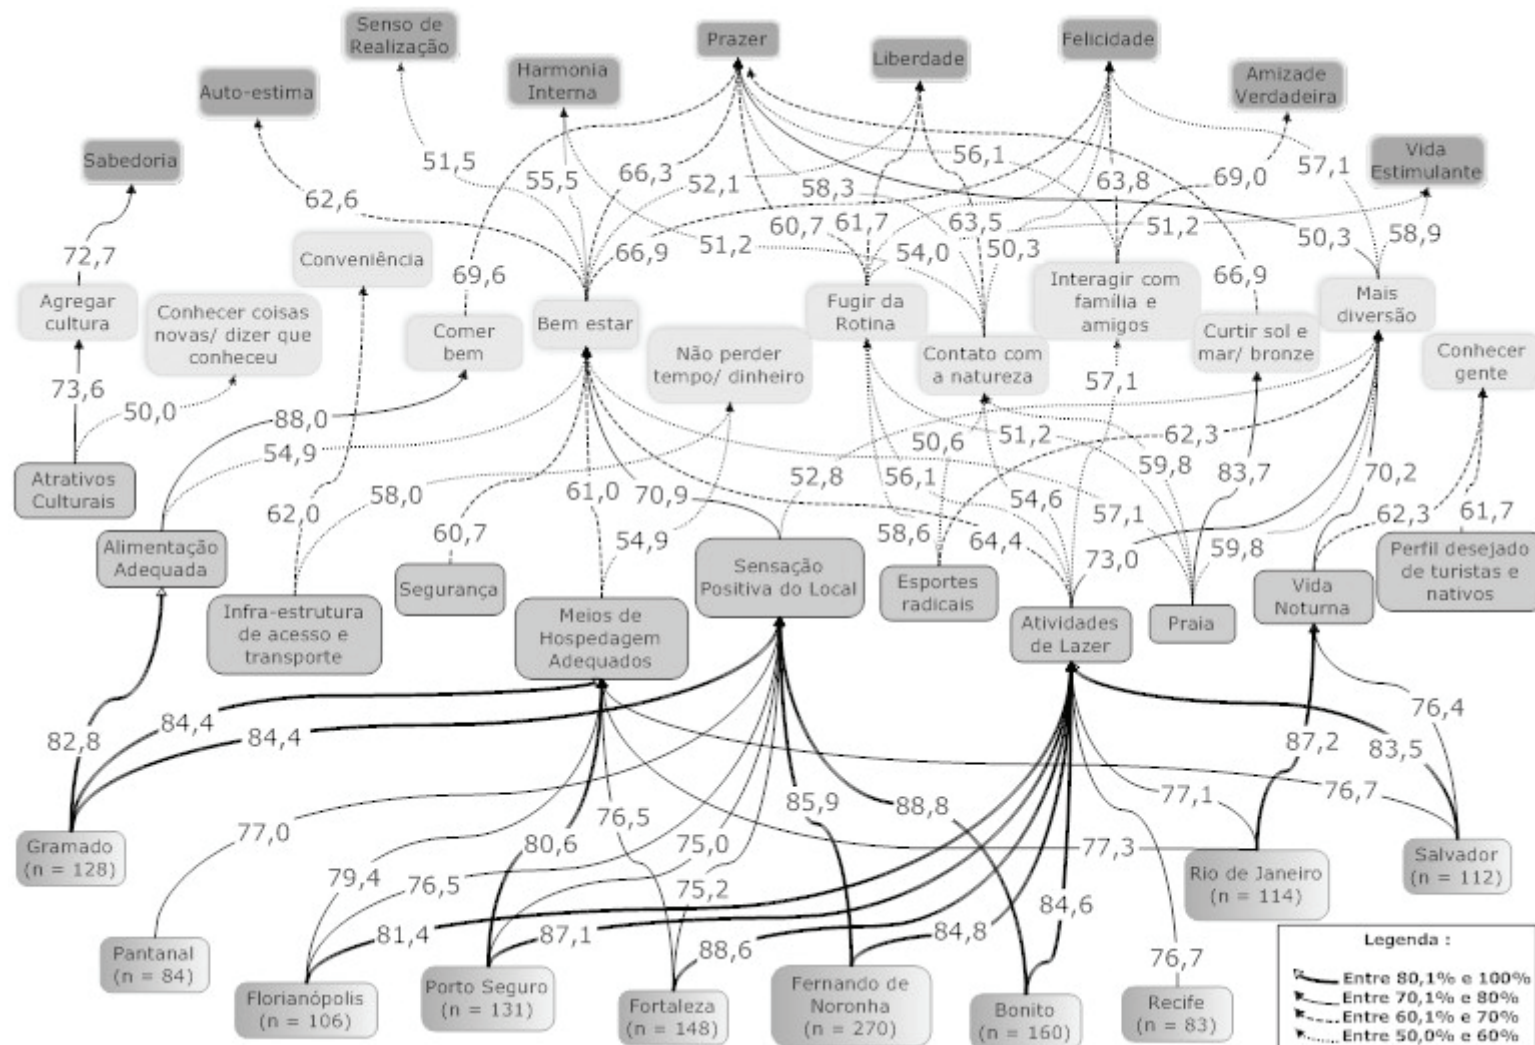 Senso de
Realização
Prazer
Liberdade
Felicidade
Harmonia
Interna
Amizade
Verdadeira
Auto-estima
Sabedoria
Vida
Estimulante
51,5
55,5
66,3
52,1
56,1
58,3
63,8
69,0
57,1
62,6
66,9
51,2
60,7
61,7
63,5
54,0
50,3
51,2
50,3
58,9
72,7
69,6
66,9
Conveniência
Agregar
cultura
Conhecer coisas
novas/ dizer que
conheceu
Comer
bem
Bem estar
Não perder
tempo/ dinheiro
Fugir da
Rotina
Contato com
a natureza
Interagir com
família e
amigos
Curtir sol e
mar/ bronze
Mais
diversão
Conhecer
gente
73,6
50,0
88,0
54,9
57,1
50,6
51,2
62,3
58,0
61,0
70,9
52,8
56,1
54,6
59,8
83,7
70,2
62,0
60,7
54,9
58,6
64,4
57,1
73,0
59,8
62,3
61,7
Atrativos
Culturais
Alimentação
Adequada
Infra-estrutura
de acesso e
transporte
Segurança
Meios de
Hospedagem
Adequados
Sensação
Positiva do Local
Esportes
radicais
Atividades
de Lazer
Praia
Vida
Noturna
Perfil desejado
de turistas e
nativos
82,8
84,4
84,4
77,0
79,4
76,5
80,6
76,5
75,0
75,2
85,9
88,8
77,1
87,2
76,4
83,5
76,7
77,3
81,4
87,1
88,6
84,8
84,6
76,7
Gramado
(n = 128)
Pantanal
(n = 84)
Florianópolis
(n = 106)
Porto Seguro
(n = 131)
Fortaleza
(n = 148)
Fernando de
Noronha
(n = 270)
Bonito
(n = 160)
Recife
(n = 83)
Rio de Janeiro
(n = 114)
Salvador
(n = 112)
Legenda :
Entre 80,1% e 100%
Entre 70,1% e 80%
Entre 60,1% e 70%
Entre 50,0% e 60%